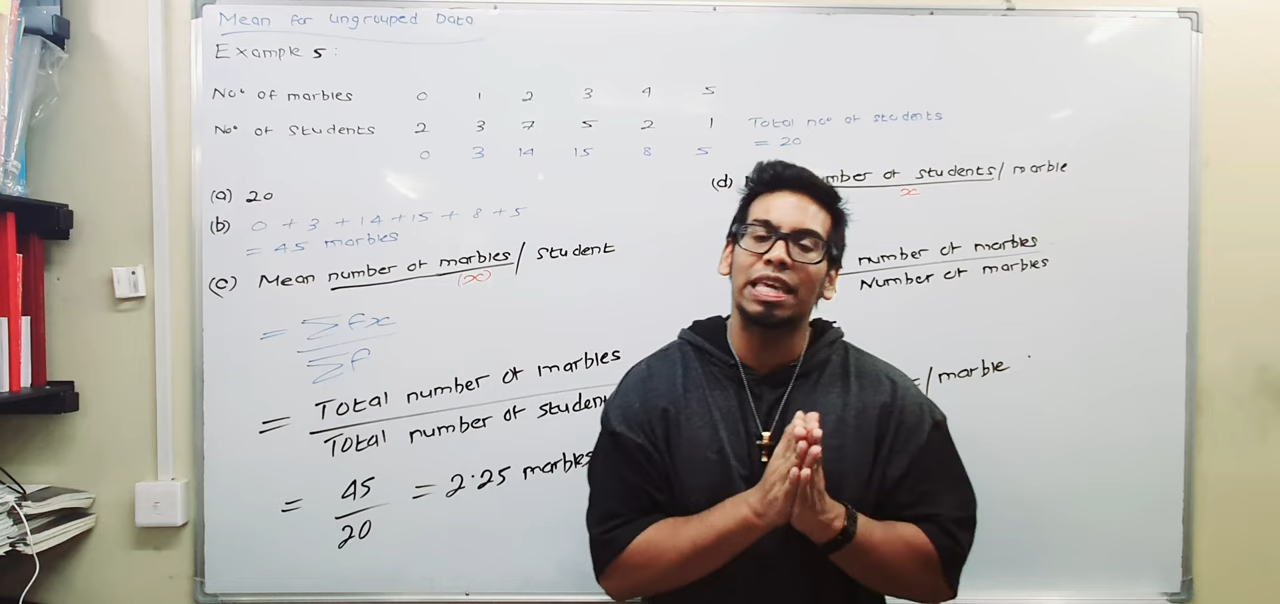 Mean for ungrouped Data
Example 5:
No. of marbles 0 1 2 3 4 5
No. of Students 2 3 7 5 2 1
0 3 14 15 8 5
Total no. of students
= 20
(a) 20
(b) 0 + 3 + 14 + 15 + 8 + 5
= 45 marbles
(c) Mean number of marbles / Student
(x)
= Σfx
Σf
= Total number of marbles
Total number of studen
= 45
20
= 2.25 marbles
(d) mber of students / marble
x
number of marbles
Number of marbles
/ marble